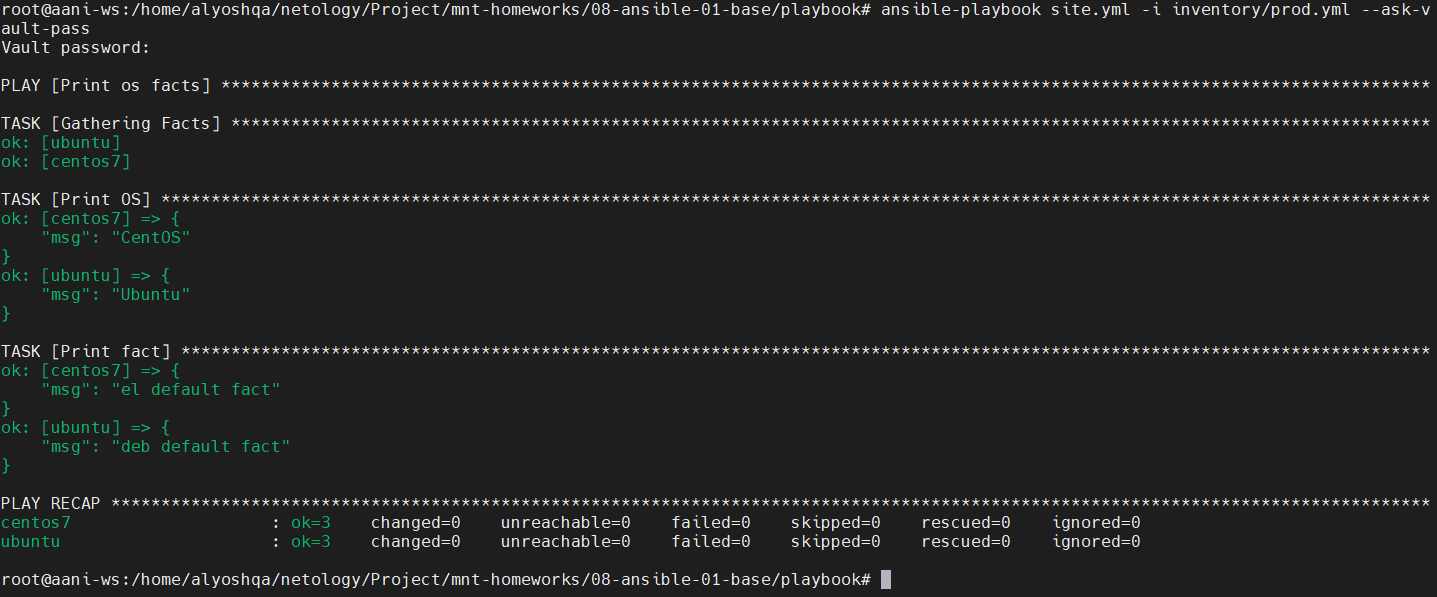 root@aani-ws:/home/alyoshqa/netology/Project/mnt-homeworks/08-ansible-01-base/playbook# ansible-playbook site.yml -i inventory/prod.yml --ask-v
ault-pass
Vault password:
PLAY [Print os facts] *************************************************************************************************************************
TASK [Gathering Facts] ************************************************************************************************************************
ok: [ubuntu]
ok: [centos7]
TASK [Print OS] *******************************************************************************************************************************
ok: [centos7] => {
    "msg": "CentOS"
}
ok: [ubuntu] => {
    "msg": "Ubuntu"
}
TASK [Print fact] *****************************************************************************************************************************
ok: [centos7] => {
    "msg": "el default fact"
}
ok: [ubuntu] => {
    "msg": "deb default fact"
}
PLAY RECAP ************************************************************************************************************************************
centos7                    : ok=3    changed=0    unreachable=0    failed=0    skipped=0    rescued=0    ignored=0
ubuntu                     : ok=3    changed=0    unreachable=0    failed=0    skipped=0    rescued=0    ignored=0
root@aani-ws:/home/alyoshqa/netology/Project/mnt-homeworks/08-ansible-01-base/playbook#